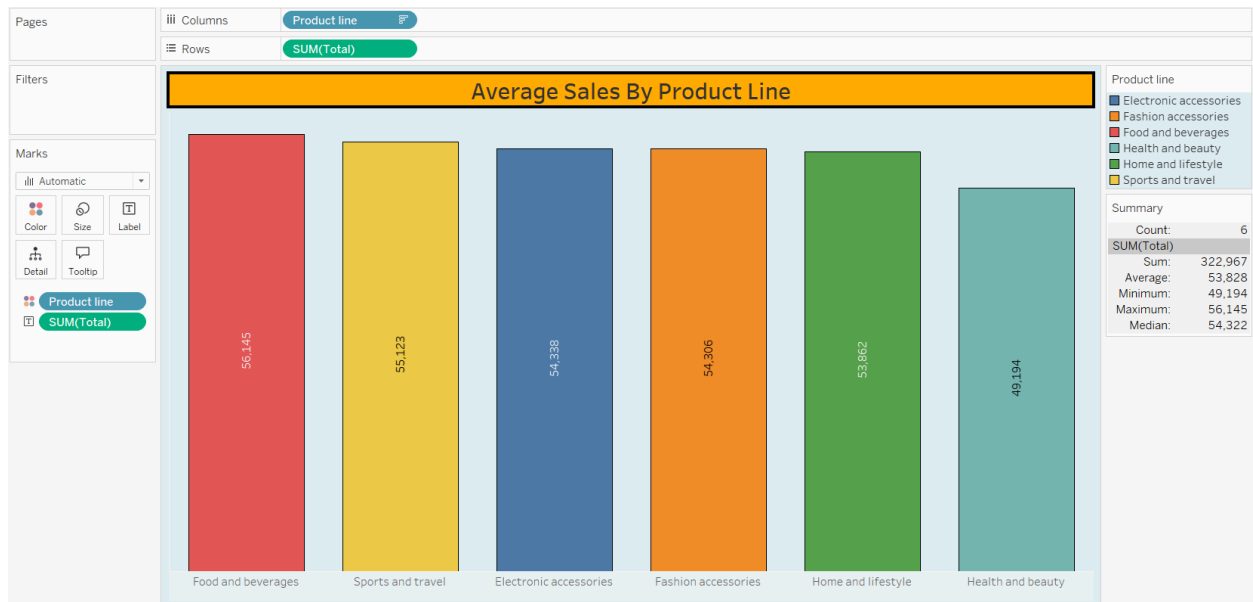 Pages
Columns
Product line
Rows
SUM(Total)
Filters
Marks
Automatic
Color
Size
Label
Detail
Tooltip
Product line
SUM(Total)
Average Sales By Product Line
56,145
55,123
54,338
54,306
53,862
49,194
Food and beverages
Sports and travel
Electronic accessories
Fashion accessories
Home and lifestyle
Health and beauty
Product line
Electronic accessories
Fashion accessories
Food and beverages
Health and beauty
Home and lifestyle
Sports and travel
Summary
Count: 6
SUM(Total)
Sum: 322,967
Average: 53,828
Minimum: 49,194
Maximum: 56,145
Median: 54,322